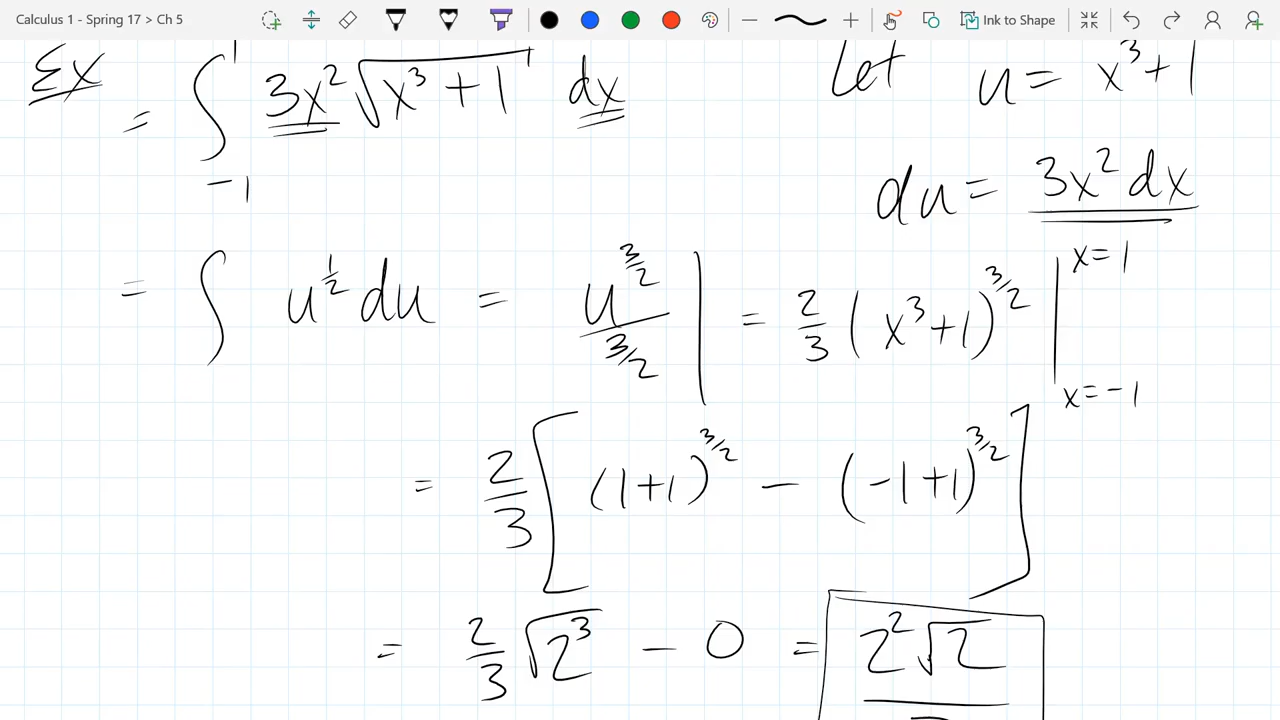 Calculus 1 - Spring 17 > Ch 5
Ink to Shape
Ex = ∫_{-1}^{1} 3x² √(x³ + 1) dx
Let u = x³ + 1
du = 3x² dx
= ∫ u^{1/2} du = u^{3/2} / (3/2) | = 2/3 (x³ + 1)^{3/2} |_{x = -1}^{x = 1}
= 2/3 [ (1 + 1)^{3/2} - (-1 + 1)^{3/2} ]
= 2/3 √2³ - 0 = 2² √2